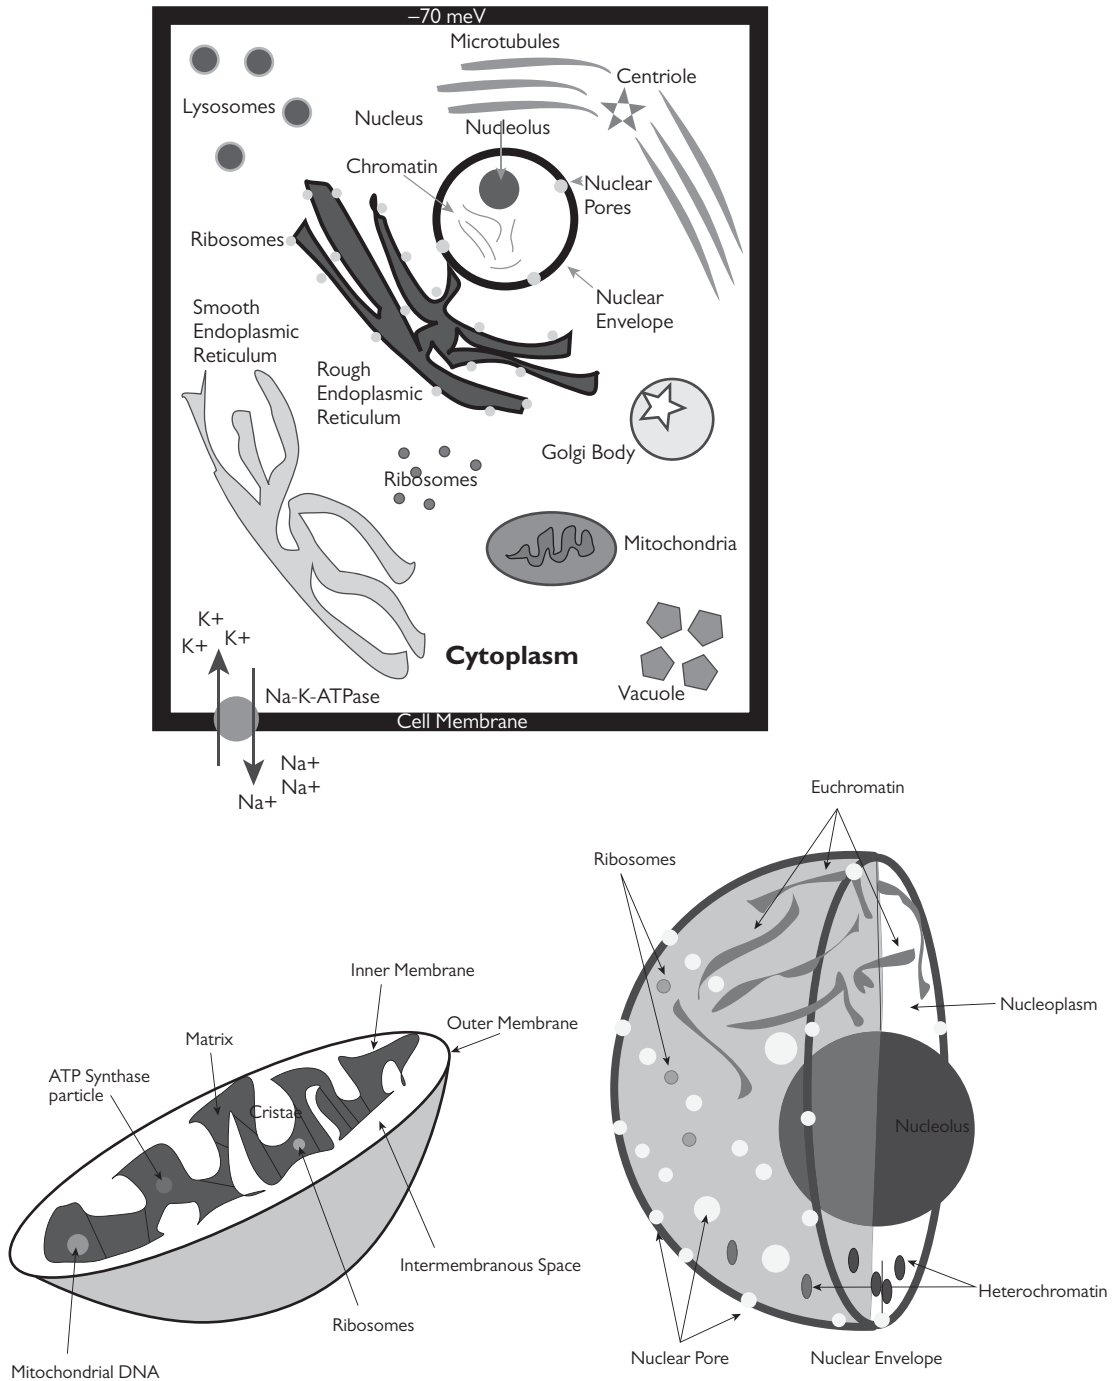 –70 meV
Microtubules
Centriole
Lysosomes
Nucleus
Nucleolus
Chromatin
Nuclear
Pores
Ribosomes
Nuclear
Envelope
Smooth
Endoplasmic
Reticulum
Rough
Endoplasmic
Reticulum
Golgi Body
Ribosomes
Mitochondria
K+
K+
K+
Cytoplasm
Na-K-ATPase
Vacuole
Cell Membrane
Na+
Na+
Na+
Euchromatin
Ribosomes
Inner Membrane
Outer Membrane
Nucleoplasm
Matrix
ATP Synthase
particle
Cristae
Nucleolus
Intermembranous Space
Heterochromatin
Ribosomes
Nuclear Pore
Nuclear Envelope
Mitochondrial DNA